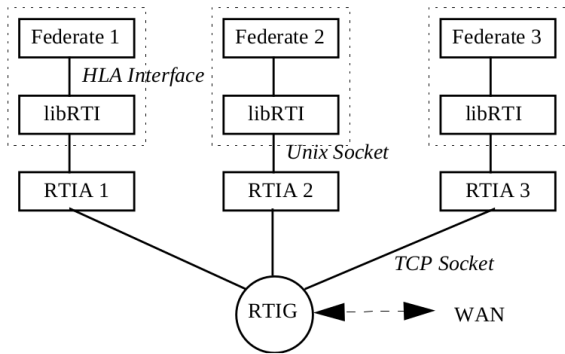 Federate 1
Federate 2
Federate 3
HLA Interface
libRTI
libRTI
libRTI
Unix Socket
RTIA 1
RTIA 2
RTIA 3
TCP Socket
RTIG
WAN